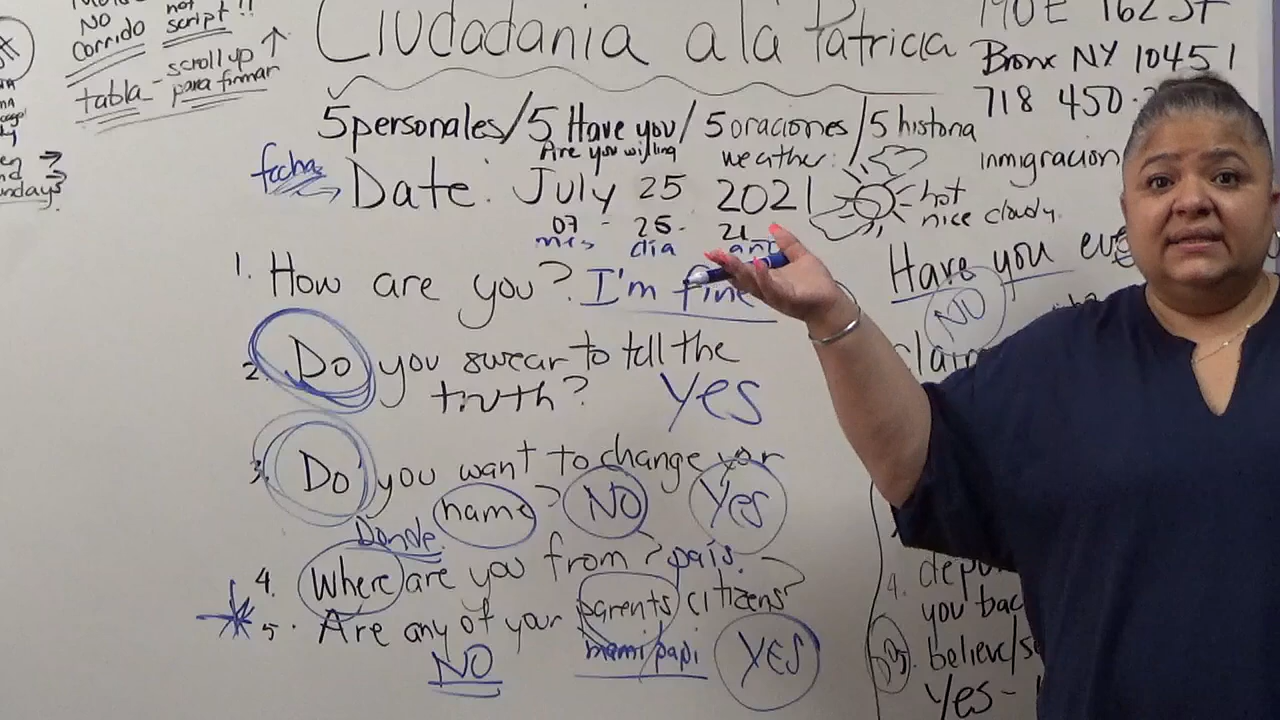 not
NO script!!
Corrido
scroll up ↑
tabla - para firmar
Ciudadania a la Patricia
190 E 162 ST
Bronx NY 10451
718 450
5 personales / 5 Have you / 5 oraciones / 5 historia
Are you willing
inmigracion
fecha → Date: July 25 2021
weather:
hot
nice cloudy
07 - 25 - 21
mes dia año
1. How are you? I'm fine
2. Do you swear to tell the
truth? Yes
3. Do you want to change yor
name? NO Yes
Donde
4. Where are you from? país.
5. Are any of your parents citizens?
NO mami/papi YES
Have you eve
NO
4. depor
you bac
believe/se
Yes -